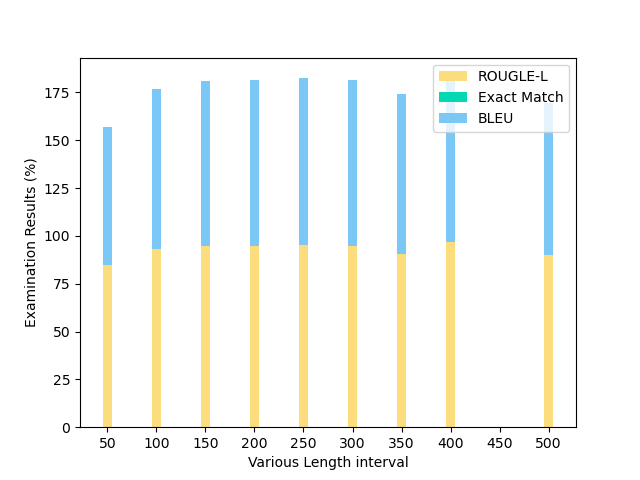 ROUGLE-L
Exact Match
BLEU
175
150
125
100
75
50
25
0
Examination Results (%)
50 100 150 200 250 300 350 400 450 500
Various Length interval